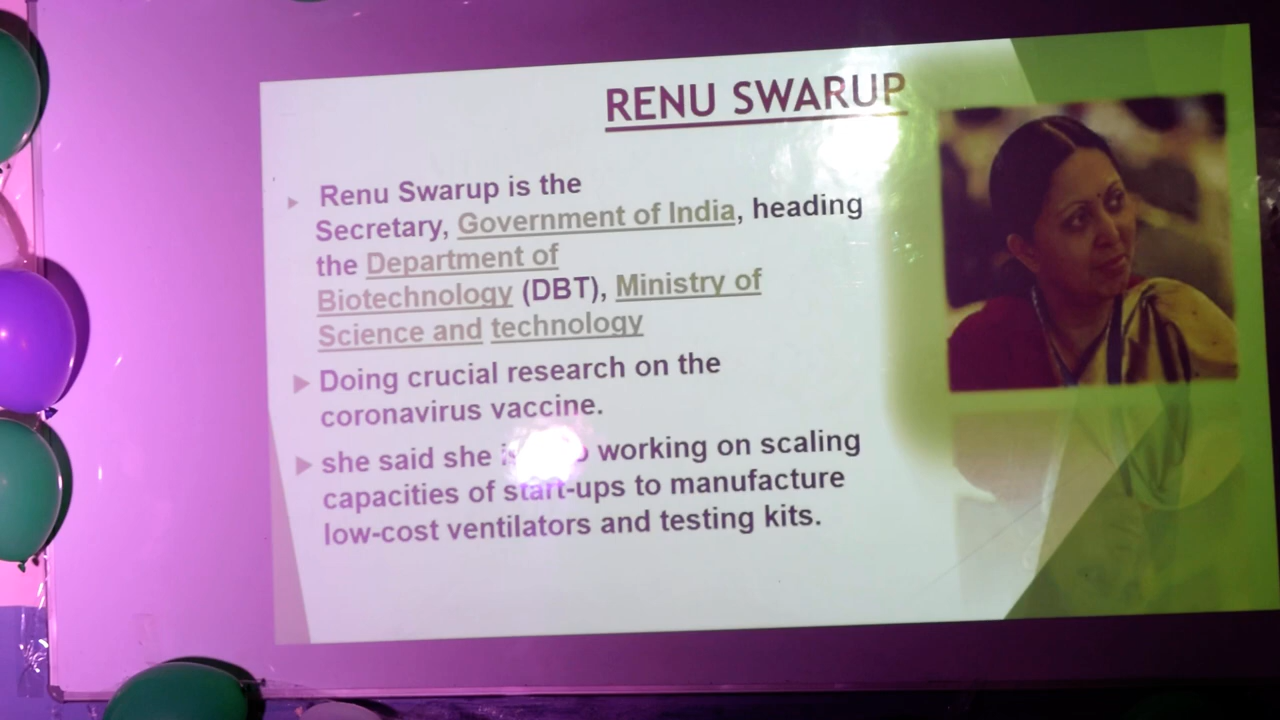 RENU SWARUP
Renu Swarup is the
Secretary, Government of India, heading
the Department of
Biotechnology (DBT), Ministry of
Science and technology
Doing crucial research on the
coronavirus vaccine.
she said she working on scaling
capacities of start-ups to manufacture
low-cost ventilators and testing kits.